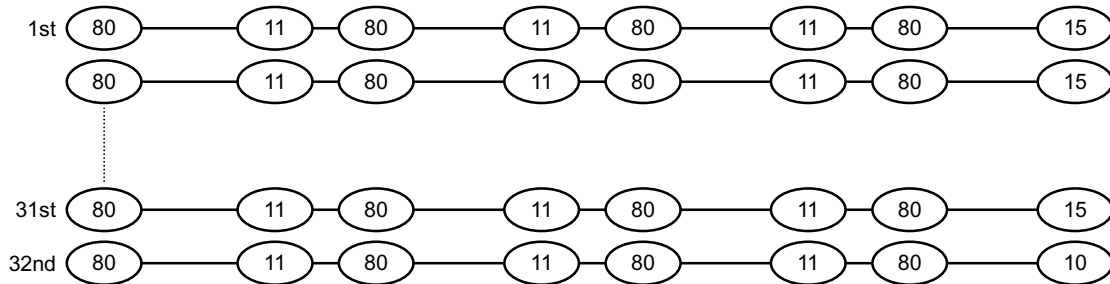 1st 80 11 80 11 80 11 80 15
80 11 80 11 80 11 80 15
31st 80 11 80 11 80 11 80 15
32nd 80 11 80 11 80 11 80 10